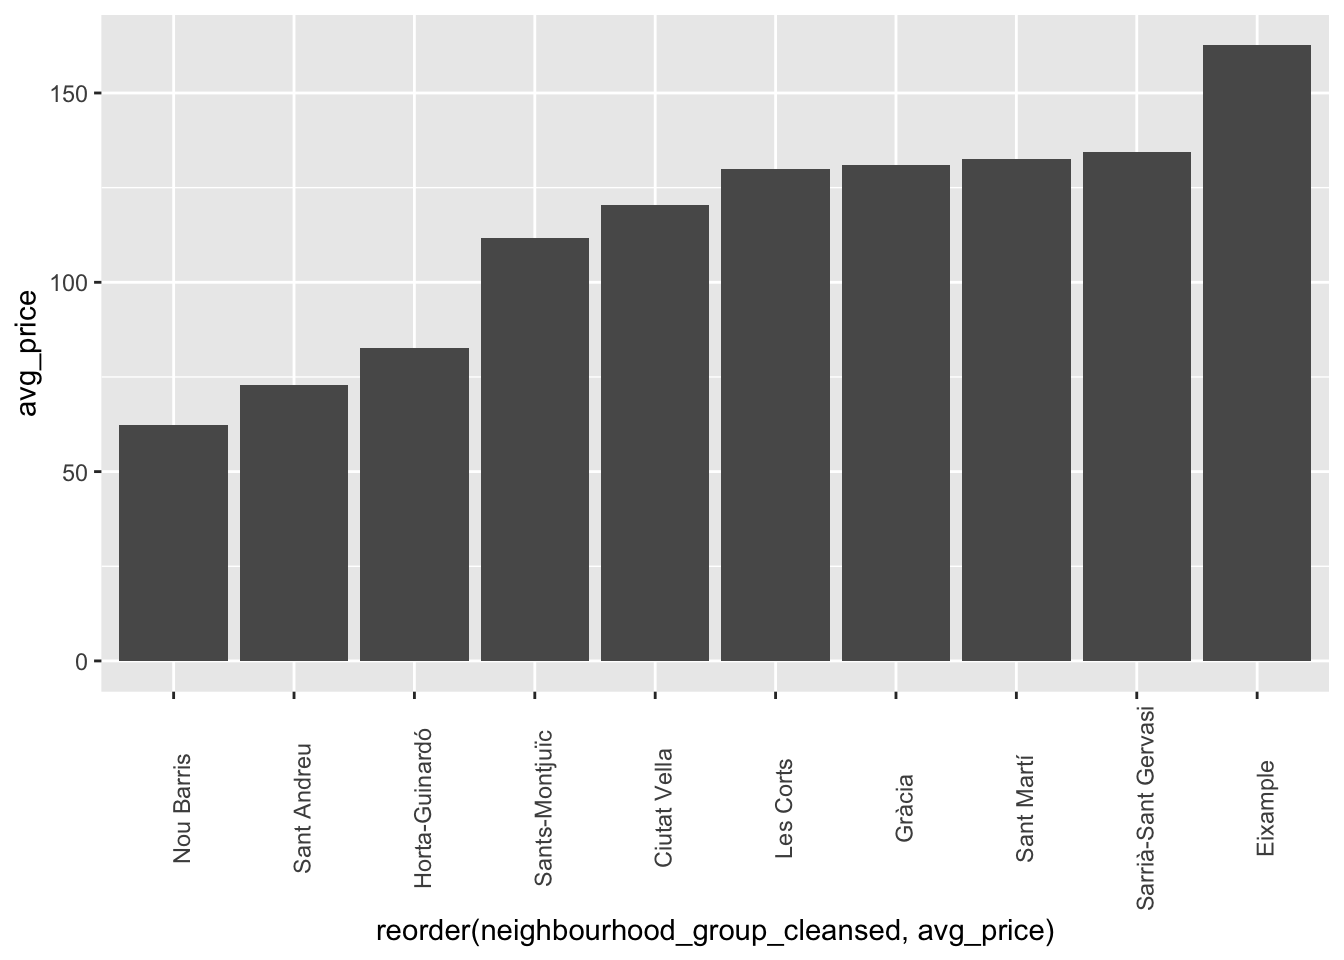 avg_price
150
100
50
0
Nou Barris
Sant Andreu
Horta-Guinardó
Sants-Montjuïc
Ciutat Vella
Les Corts
Gràcia
Sant Martí
Sarrià-Sant Gervasi
Eixample
reorder(neighbourhood_group_cleansed, avg_price)